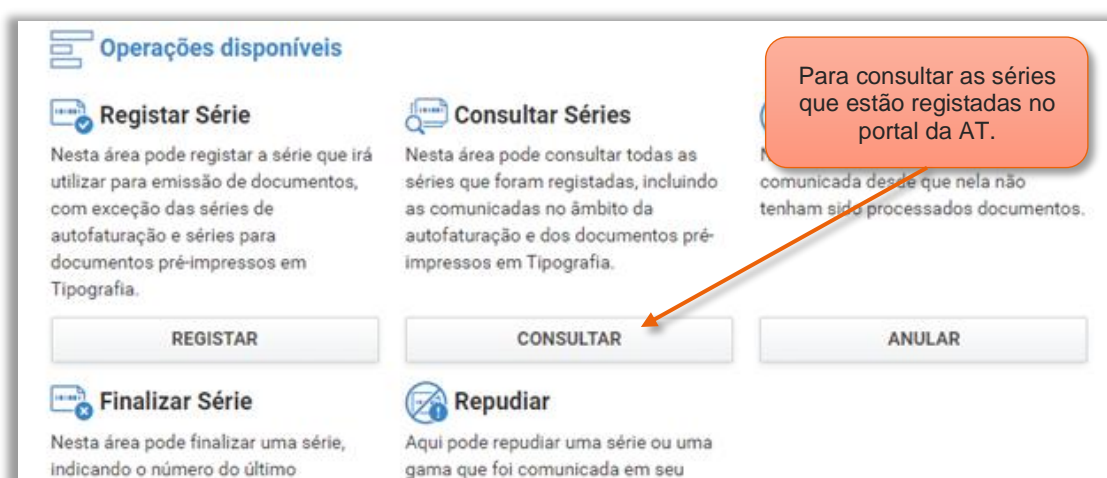 Operações disponíveis
Para consultar as séries
que estão registadas no
portal da AT.
Registar Série
Nesta área pode registar a série que irá
utilizar para emissão de documentos,
com exceção das séries de
autofaturação e séries para
documentos pré-impressos em
Tipografia.
REGISTAR
Consultar Séries
Nesta área pode consultar todas as
séries que foram registadas, incluindo
as comunicadas no âmbito da
autofaturação e dos documentos pré-
impressos em Tipografia.
CONSULTAR
comunicada desde que nela não
tenham sido processados documentos.
ANULAR
Finalizar Série
Nesta área pode finalizar uma série,
indicando o número do último
Repudiar
Aqui pode repudiar uma série ou uma
gama que foi comunicada em seu